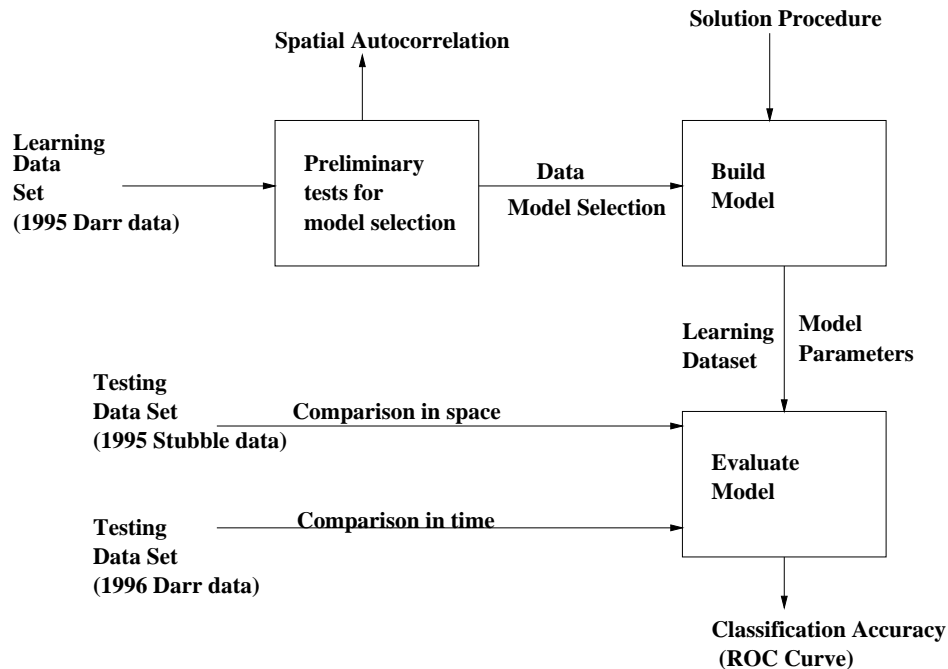 Solution Procedure
Spatial Autocorrelation
Learning
Data
Set
(1995 Darr data)
Preliminary
tests for
model selection
Data
Model Selection
Build
Model
Learning
Dataset
Model
Parameters
Testing
Data Set
(1995 Stubble data)
Comparison in space
Evaluate
Model
Testing
Data Set
(1996 Darr data)
Comparison in time
Classification Accuracy
(ROC Curve)